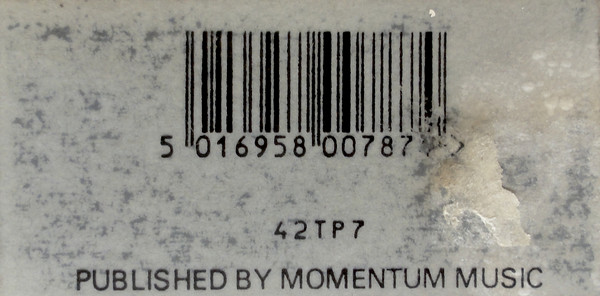 5 016958 00787 >
42TP7
PUBLISHED BY MOMENTUM MUSIC